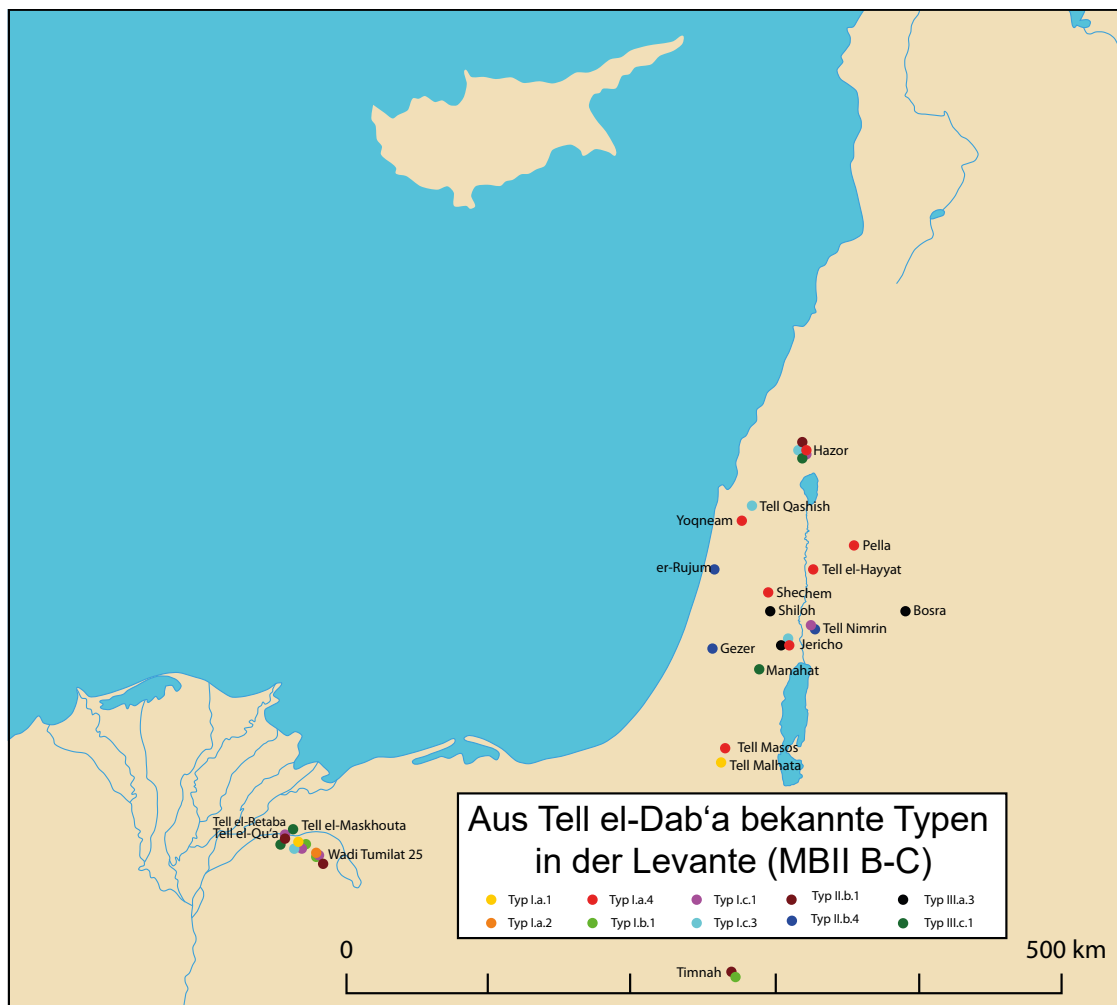 Hazor
Tell Qashish
Yoqneam
Pella
er-Rujum
Tell el-Hayyat
Shechem
Shiloh
Bosra
Tell Nimrin
Gezer
Jericho
Manahat
Tell Masos
Tell Malhata
Tell el-Retaba
Tell el-Maskhouta
Tell el-Qu'a
Wadi Tumilat 25
Aus Tell el-Dab‘a bekannte Typen
in der Levante (MBII B-C)
Typ I.a.1 Typ I.a.4 Typ I.c.1 Typ II.b.1 Typ III.a.3
Typ I.a.2 Typ I.b.1 Typ I.c.3 Typ II.b.4 Typ III.c.1
0 500 km
Timnah